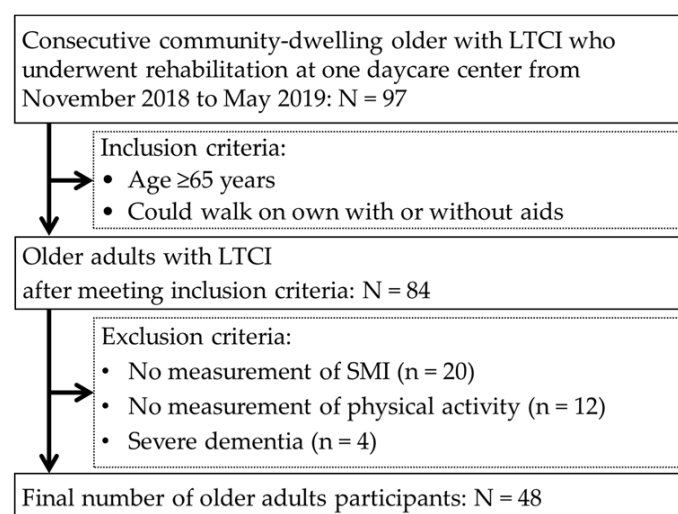 Consecutive community-dwelling older with LTCI who
underwent rehabilitation at one daycare center from
November 2018 to May 2019: N = 97
Inclusion criteria:
• Age ≥65 years
• Could walk on own with or without aids
Older adults with LTCI
after meeting inclusion criteria: N = 84
Exclusion criteria:
• No measurement of SMI (n = 20)
• No measurement of physical activity (n = 12)
• Severe dementia (n = 4)
Final number of older adults participants: N = 48